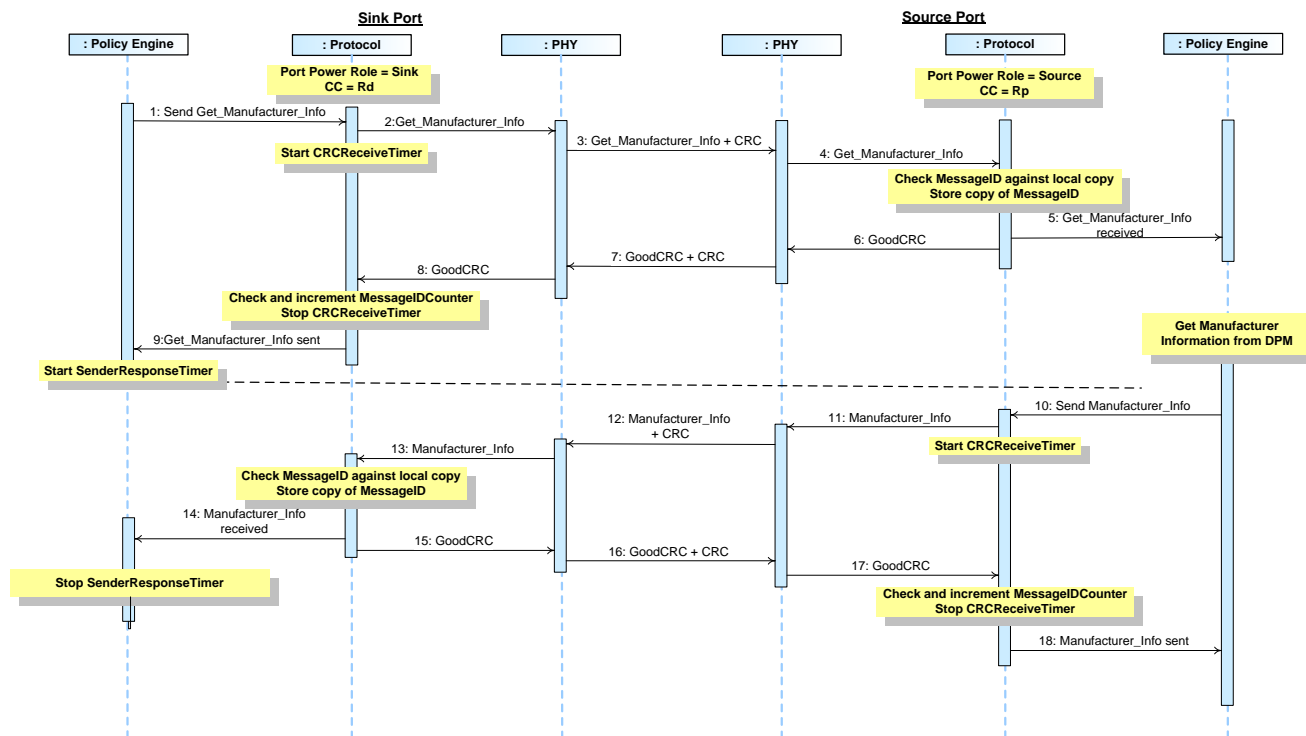 Sink Port
Source Port
: Policy Engine
: Protocol
: PHY
: PHY
: Protocol
: Policy Engine
Port Power Role = Sink
CC = Rd
Port Power Role = Source
CC = Rp
1: Send Get_Manufacturer_Info
2:Get_Manufacturer_Info
Start CRCReceiveTimer
3: Get_Manufacturer_Info + CRC
4: Get_Manufacturer_Info
Check MessageID against local copy
Store copy of MessageID
5: Get_Manufacturer_Info
received
6: GoodCRC
7: GoodCRC + CRC
8: GoodCRC
Check and increment MessageIDCounter
Stop CRCReceiveTimer
9:Get_Manufacturer_Info sent
Start SenderResponseTimer
Get Manufacturer
Information from DPM
10: Send Manufacturer_Info
11: Manufacturer_Info
Start CRCReceiveTimer
12: Manufacturer_Info
+ CRC
13: Manufacturer_Info
Check MessageID against local copy
Store copy of MessageID
14: Manufacturer_Info
received
15: GoodCRC
16: GoodCRC + CRC
17: GoodCRC
Stop SenderResponseTimer
Check and increment MessageIDCounter
Stop CRCReceiveTimer
18: Manufacturer_Info sent